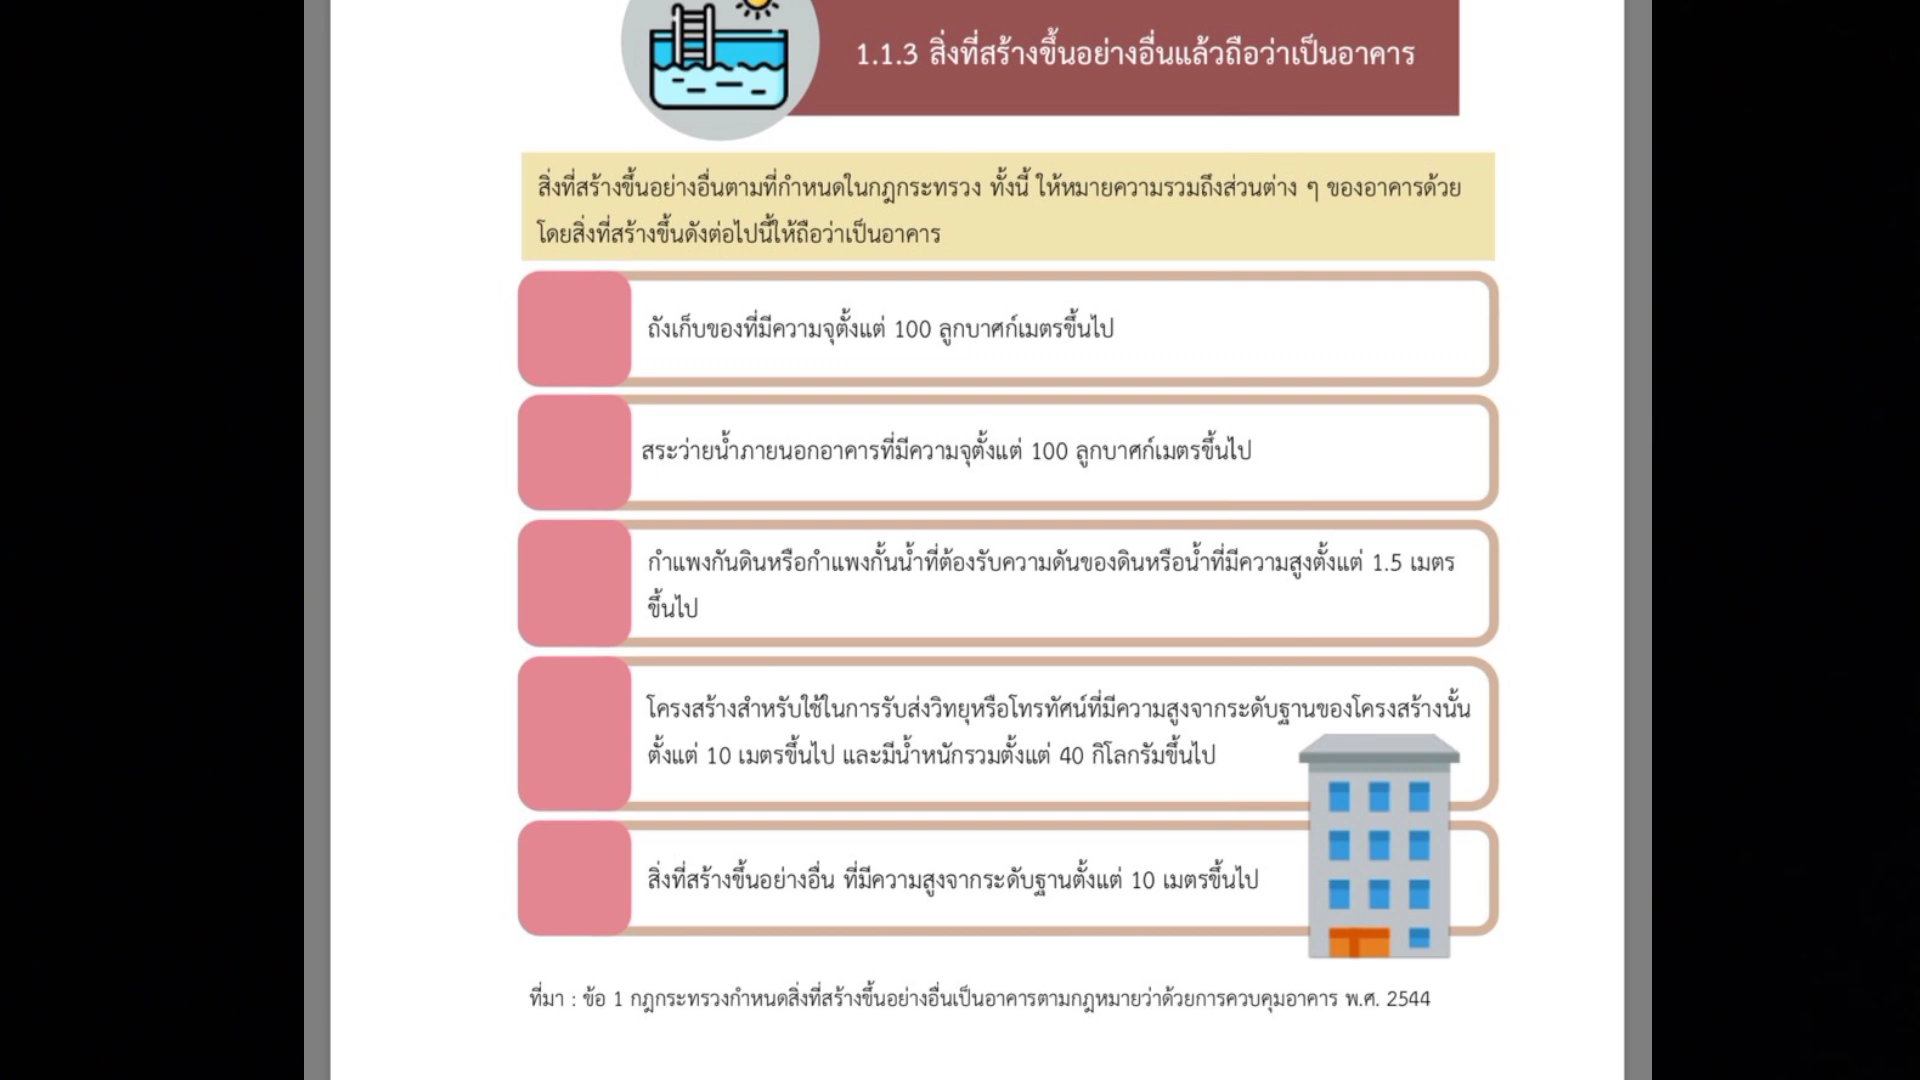 1.1.3 สิ่งที่สร้างขึ้นอย่างอื่นแล้วถือว่าเป็นอาคาร
สิ่งที่สร้างขึ้นอย่างอื่นตามที่กำหนดในกฎกระทรวง ทั้งนี้ ให้หมายความรวมถึงส่วนต่าง ๆ ของอาคารด้วย
โดยสิ่งที่สร้างขึ้นดังต่อไปนี้ให้ถือว่าเป็นอาคาร
ถังเก็บของที่มีความจุตั้งแต่ 100 ลูกบาศก์เมตรขึ้นไป
สระว่ายน้ำภายนอกอาคารที่มีความจุตั้งแต่ 100 ลูกบาศก์เมตรขึ้นไป
กำแพงกันดินหรือกำแพงกั้นน้ำที่ต้องรับความดันของดินหรือน้ำที่มีความสูงตั้งแต่ 1.5 เมตร
ขึ้นไป
โครงสร้างสำหรับใช้ในการรับส่งวิทยุหรือโทรทัศน์ที่มีความสูงจากระดับฐานของโครงสร้างนั้น
ตั้งแต่ 10 เมตรขึ้นไป และมีน้ำหนักรวมตั้งแต่ 40 กิโลกรัมขึ้นไป
สิ่งที่สร้างขึ้นอย่างอื่น ที่มีความสูงจากระดับฐานตั้งแต่ 10 เมตรขึ้นไป
ที่มา : ข้อ 1 กฎกระทรวงกำหนดสิ่งที่สร้างขึ้นอย่างอื่นเป็นอาคารตามกฎหมายว่าด้วยการควบคุมอาคาร พ.ศ. 2544